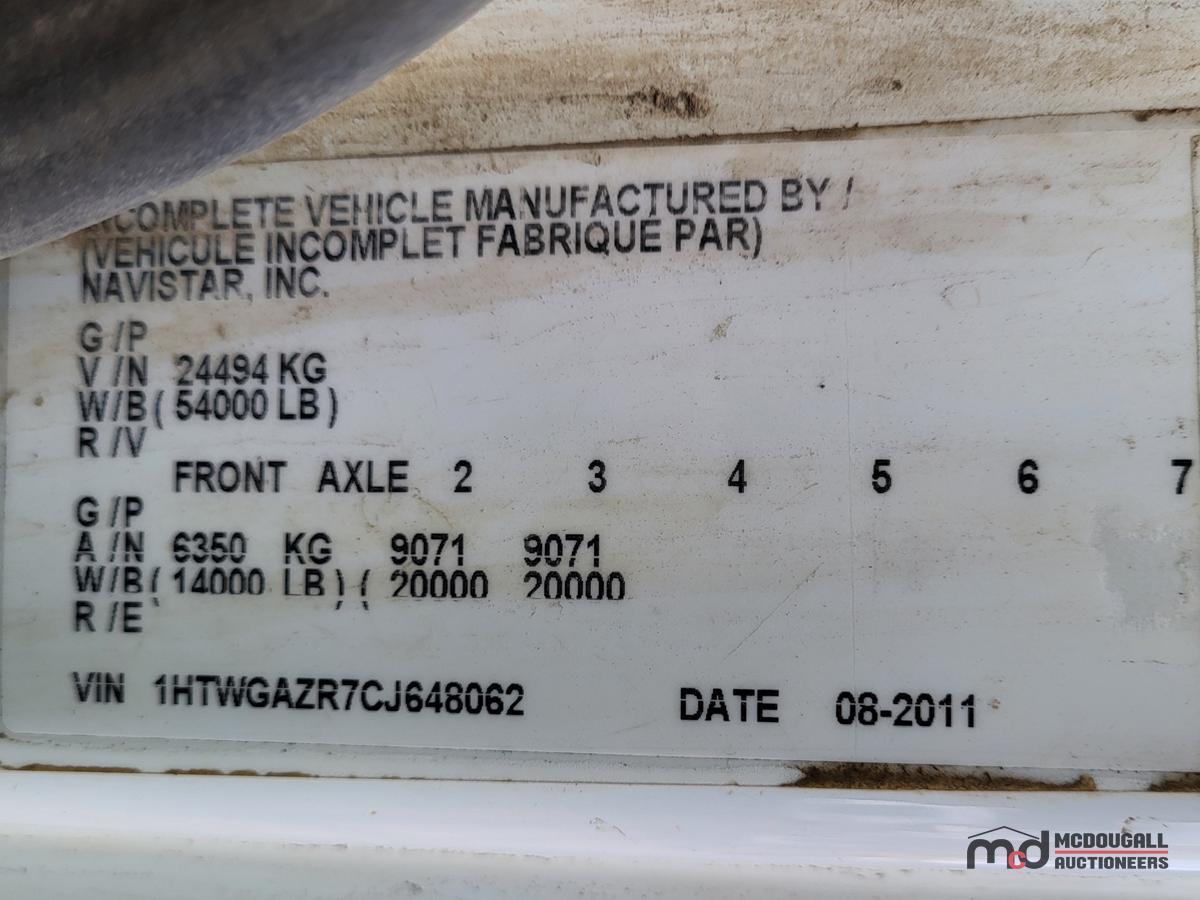 INCOMPLETE VEHICLE MANUFACTURED BY /
(VEHICULE INCOMPLET FABRIQUE PAR)
NAVISTAR, INC.
G /P
V /N 24494 KG
W/B ( 54000 LB )
R /V
FRONT AXLE 2 3 4 5 6 7
G /P
A /N 6350 KG 9071 9071
W/B ( 14000 LB ) ( 20000 20000
R /E
VIN 1HTWGAZR7CJ648062 DATE 08-2011
mcd MCDOUGALL
AUCTIONEERS